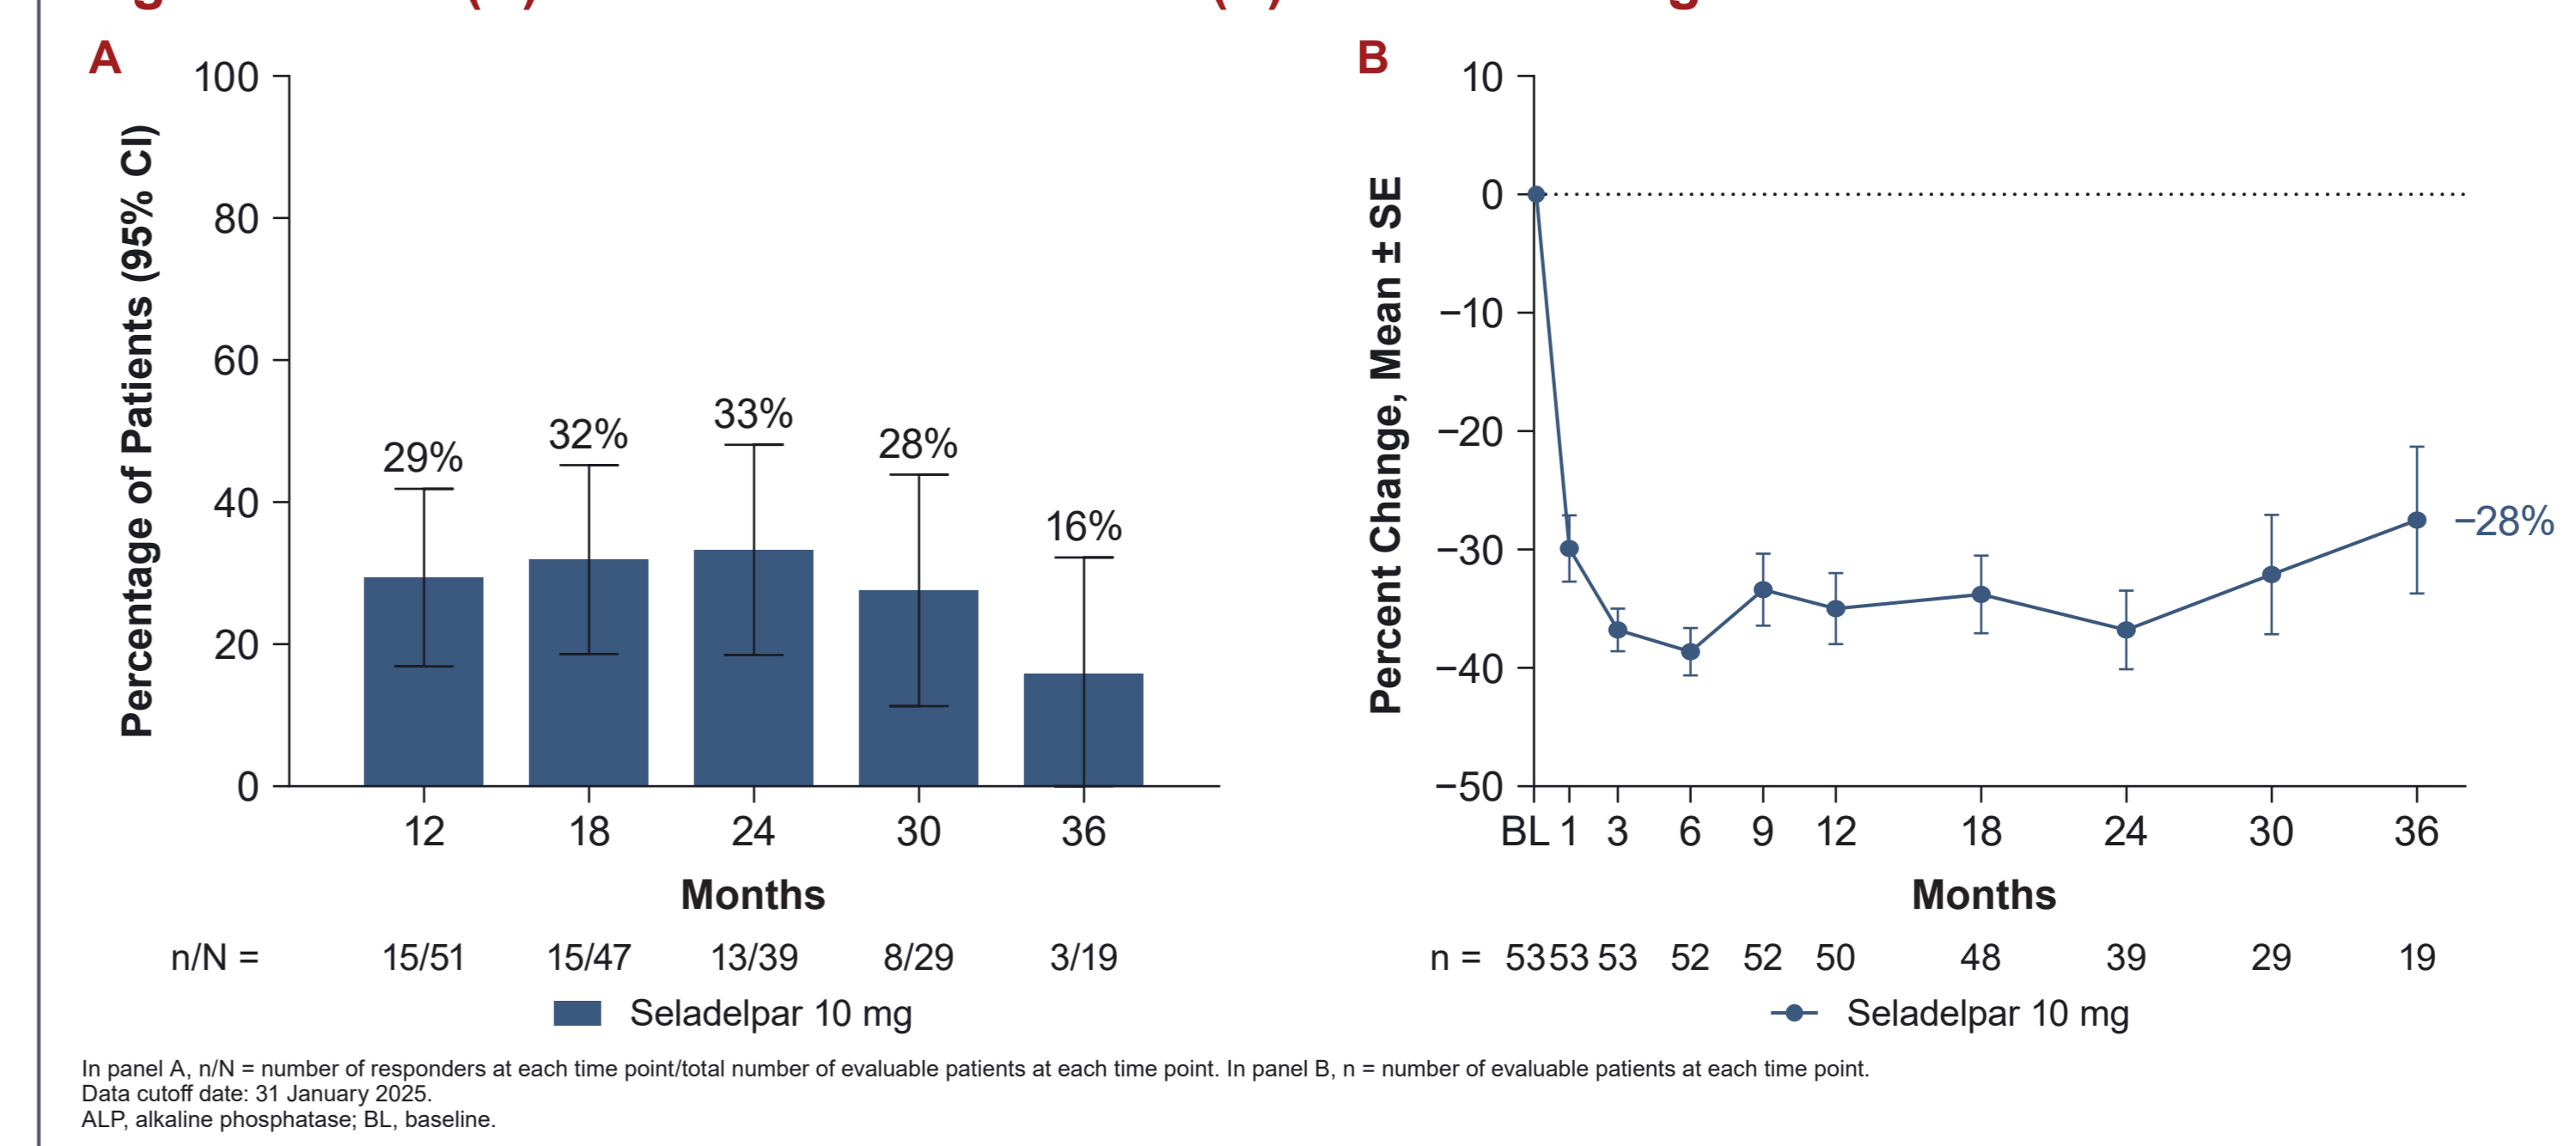 A
Percentage of Patients (95% CI)
100
80
60
40
20
0
29%
32%
33%
28%
16%
12 18 24 30 36
Months
n/N = 15/51 15/47 13/39 8/29 3/19
Seladelpar 10 mg
B
Percent Change, Mean ± SE
10
0
−10
−20
−30
−40
−50
−28%
BL 1 3 6 9 12 18 24 30 36
Months
n = 53 53 53 52 52 50 48 39 29 19
Seladelpar 10 mg
In panel A, n/N = number of responders at each time point/total number of evaluable patients at each time point. In panel B, n = number of evaluable patients at each time point.
Data cutoff date: 31 January 2025.
ALP, alkaline phosphatase; BL, baseline.